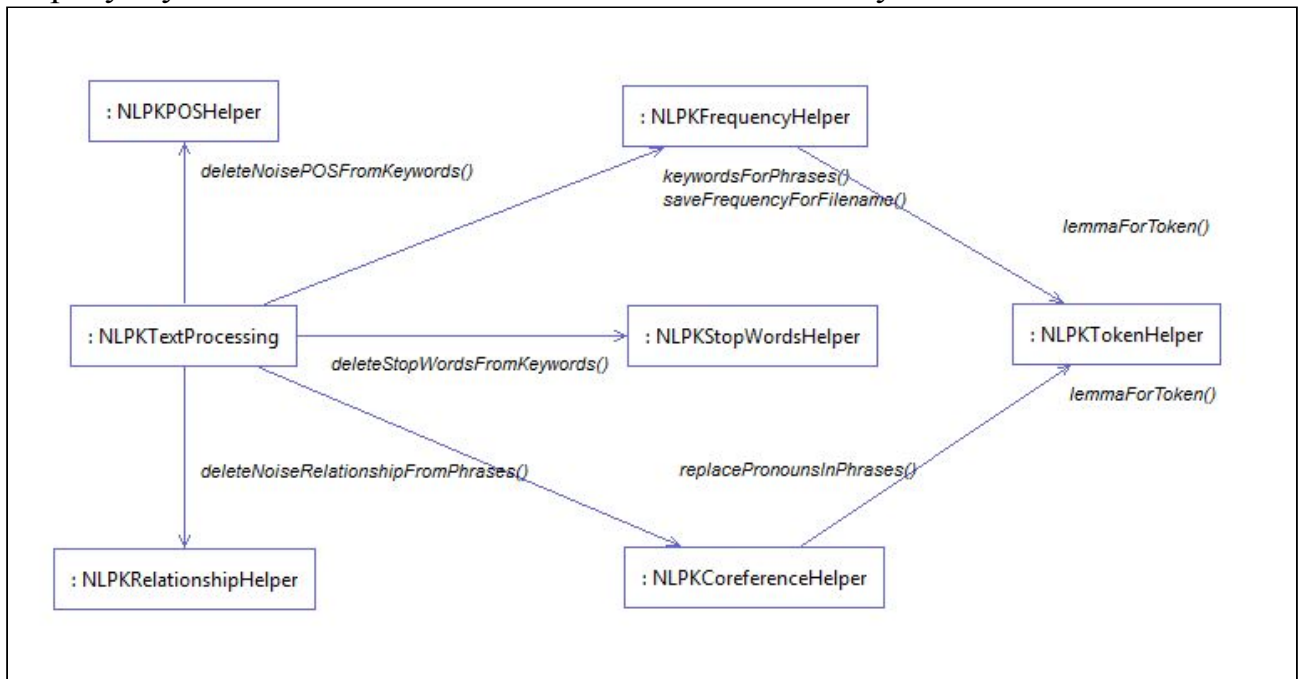 : NLPKPOSHelper
: NLPKFrequencyHelper
deleteNoisePOSFromKeywords()
keywordsForPhrases()
saveFrequencyForFilename()
lemmaForToken()
: NLPKTextProcessing
: NLPKStopWordsHelper
: NLPKTokenHelper
deleteStopWordsFromKeywords()
lemmaForToken()
deleteNoiseRelationshipFromPhrases()
replacePronounsInPhrases()
: NLPKRelationshipHelper
: NLPKCoreferenceHelper